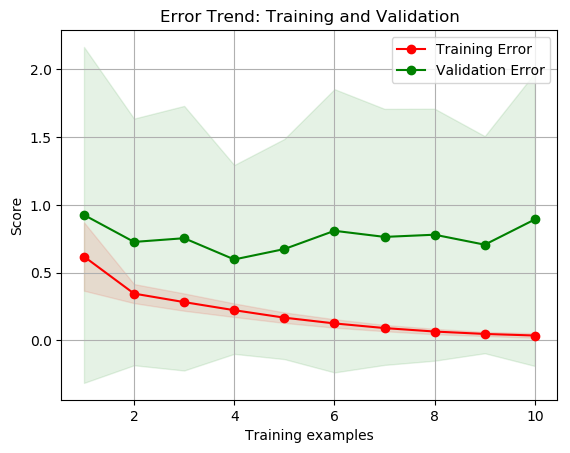 Error Trend: Training and Validation
Training Error
Validation Error
Score
2.0
1.5
1.0
0.5
0.0
2
4
6
8
10
Training examples